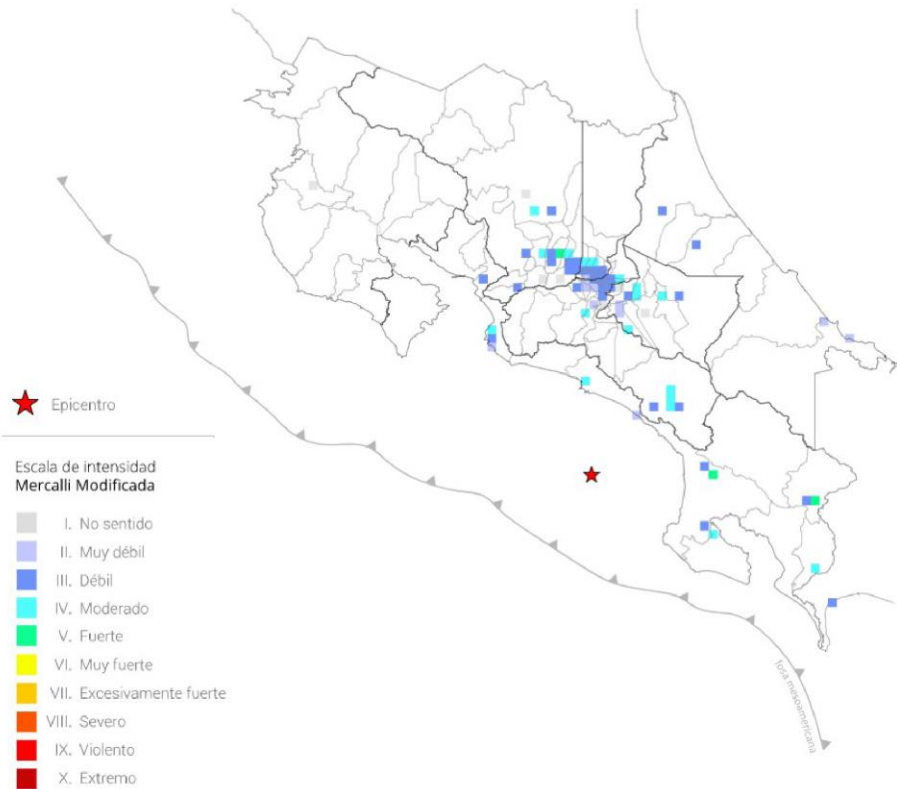 Epicentro
Escala de intensidad
Mercalli Modificada
I. No sentido
II. Muy débil
III. Débil
IV. Moderado
V. Fuerte
VI. Muy fuerte
VII. Excesivamente fuerte
VIII. Severo
IX. Violento
X. Extremo
fosa mesoamericana